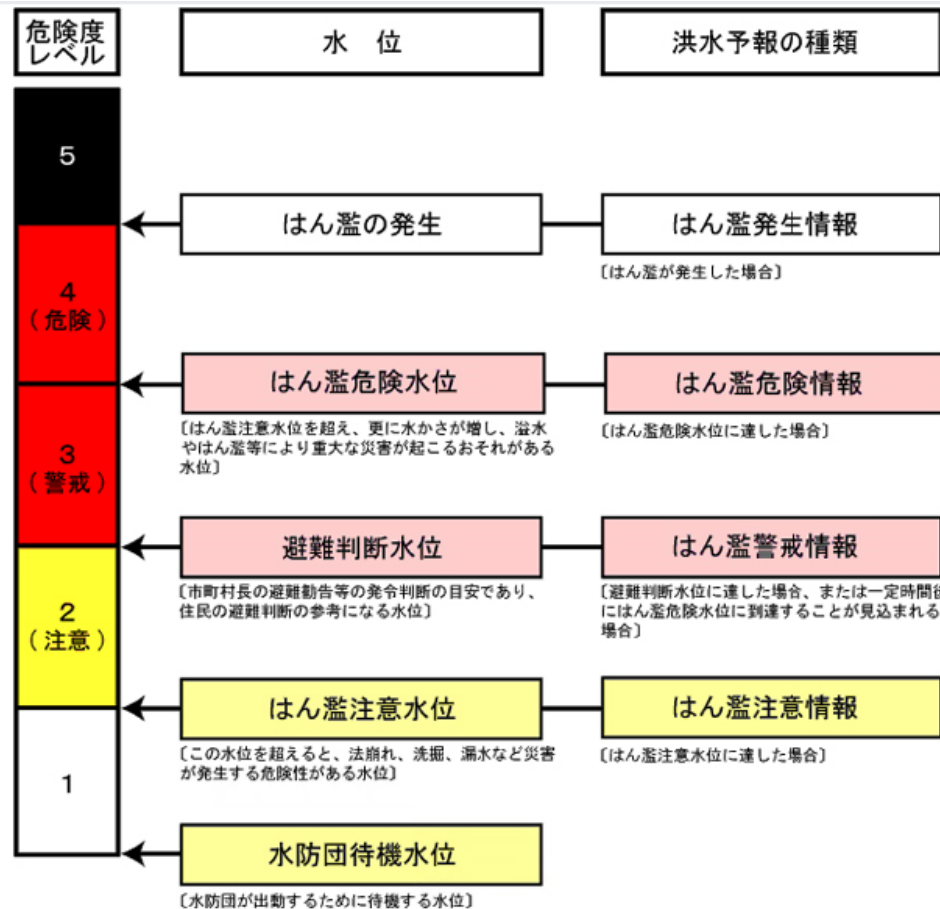 危険度
レベル
水 位
洪水予報の種類
5
はん濫の発生
はん濫発生情報
〔はん濫が発生した場合〕
4
(危険)
はん濫危険水位
はん濫危険情報
〔はん濫注意水位を超え、更に水かさが増し、溢水
やはん濫等により重大な災害が起こるおそれがある
水位〕
〔はん濫危険水位に達した場合〕
3
(警戒)
避難判断水位
はん濫警戒情報
〔市町村長の避難勧告等の発令判断の目安であり、
住民の避難判断の参考になる水位〕
〔避難判断水位に達した場合、または一定時間後
にはん濫危険水位に到達することが見込まれる
場合〕
2
(注意)
はん濫注意水位
はん濫注意情報
〔この水位を超えると、法崩れ、洗掘、漏水など災害
が発生する危険性がある水位〕
〔はん濫注意水位に達した場合〕
1
水防団待機水位
〔水防団が出動するために待機する水位〕